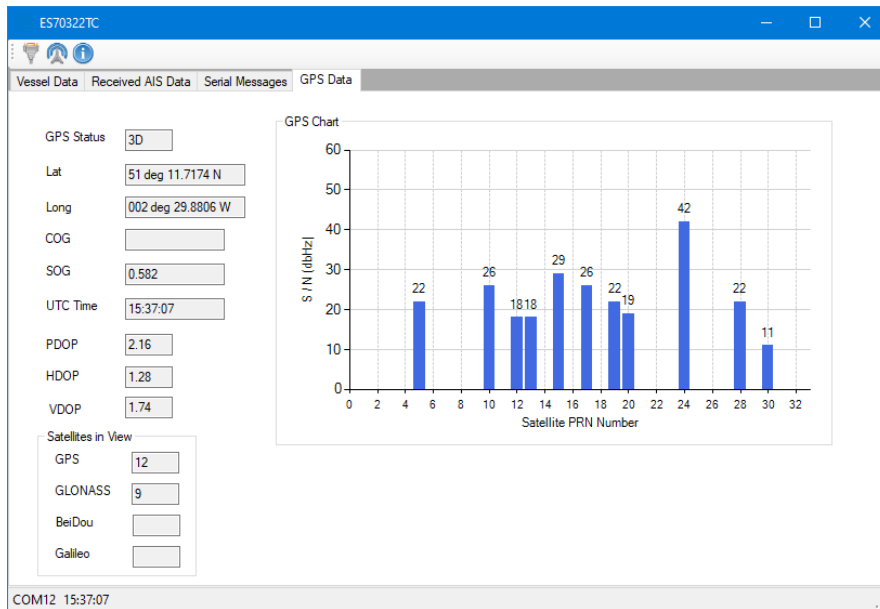 ES70322TC
Vessel Data Received AIS Data Serial Messages GPS Data
GPS Status 3D
Lat 51 deg 11.7174 N
Long 002 deg 29.8806 W
COG
SOG 0.582
UTC Time 15:37:07
PDOP 2.16
HDOP 1.28
VDOP 1.74
Satellites in View
GPS 12
GLONASS 9
BeiDou
Galileo
GPS Chart
S / N (dbHz|
60
50
40
30
20
10
0
22 26 18 18 29 26 22 19 42 22 11
0 2 4 6 8 10 12 14 16 18 20 22 24 26 28 30 32
Satellite PRN Number
COM12 15:37:07